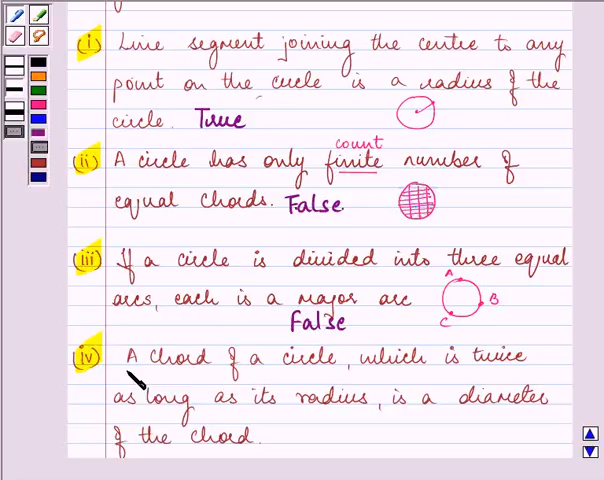 (i) Line segment joining the centre to any
point on the circle is a radius of the
circle. True
count
(ii) A circle has only finite number of
equal chords. False.
(iii) If a circle is divided into three equal
A
arcs, each is a major arc
B
C
False
(iv) A chord of a circle, which is twice
as long as its radius, is a diameter
of the chord.